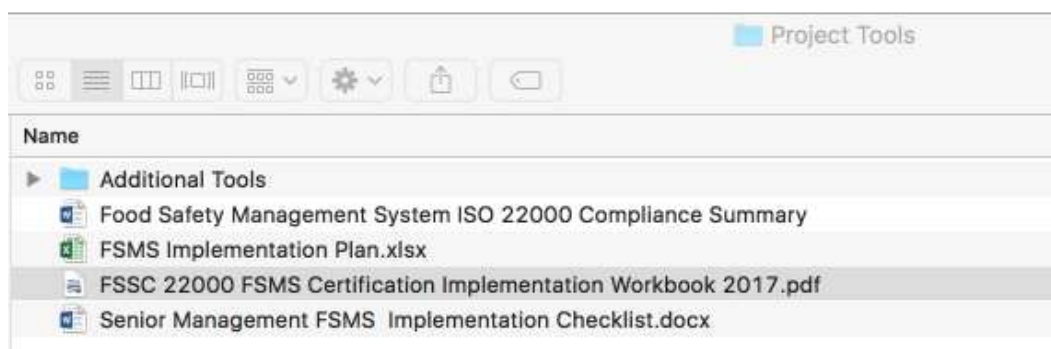 Project Tools
Name
Additional Tools
Food Safety Management System ISO 22000 Compliance Summary
FSMS Implementation Plan.xlsx
FSSC 22000 FSMS Certification Implementation Workbook 2017.pdf
Senior Management FSMS  Implementation Checklist.docx